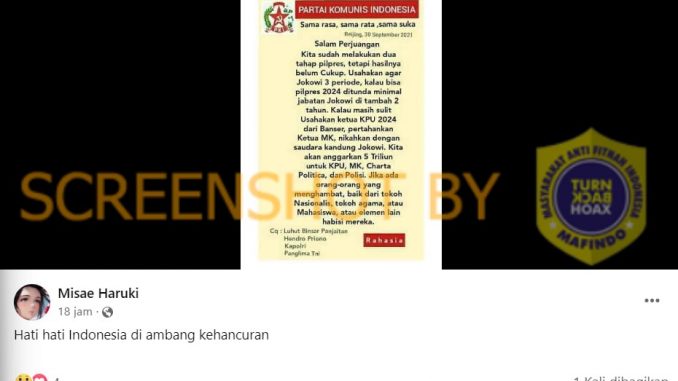 PARTAI KOMUNIS INDONESIA
Sama rasa, sama rata ,sama suka
Beijing, 30 September 2021
Salam Perjuangan
Kita sudah melakukan dua
tahap pilpres, tetapi hasilnya
belum Cukup. Usahakan agar
Jokowi 3 periode, kalau bisa
pilpres 2024 ditunda minimal
jabatan Jokowi di tambah 2
tahun. Kalau masih sulit
Usahakan ketua KPU 2024
dari Banser, pertahankan
Ketua MK, nikahkan dengan
saudara kandung Jokowi. Kita
akan anggarkan 5 Triliun
untuk KPU, MK, Charta
Politica, dan Polisi. Jika ada
orang-orang yang
menghambat, baik dari tokoh
Nasionalis, tokoh agama, atau
Mahasiswa, atau elemen lain
habisi mereka.
Cq : Luhut Binsar Panjaitan
Hendro Priono
Kapolri
Panglima Tni
Rahasia
SCREENSHOT BY
MASYARAKAT ANTI FITNAH INDONESIA
TURN
BACK
HOAX
MAFINDO
Misae Haruki
18 jam
Hati hati Indonesia di ambang kehancuran
1 Kali dibagikan